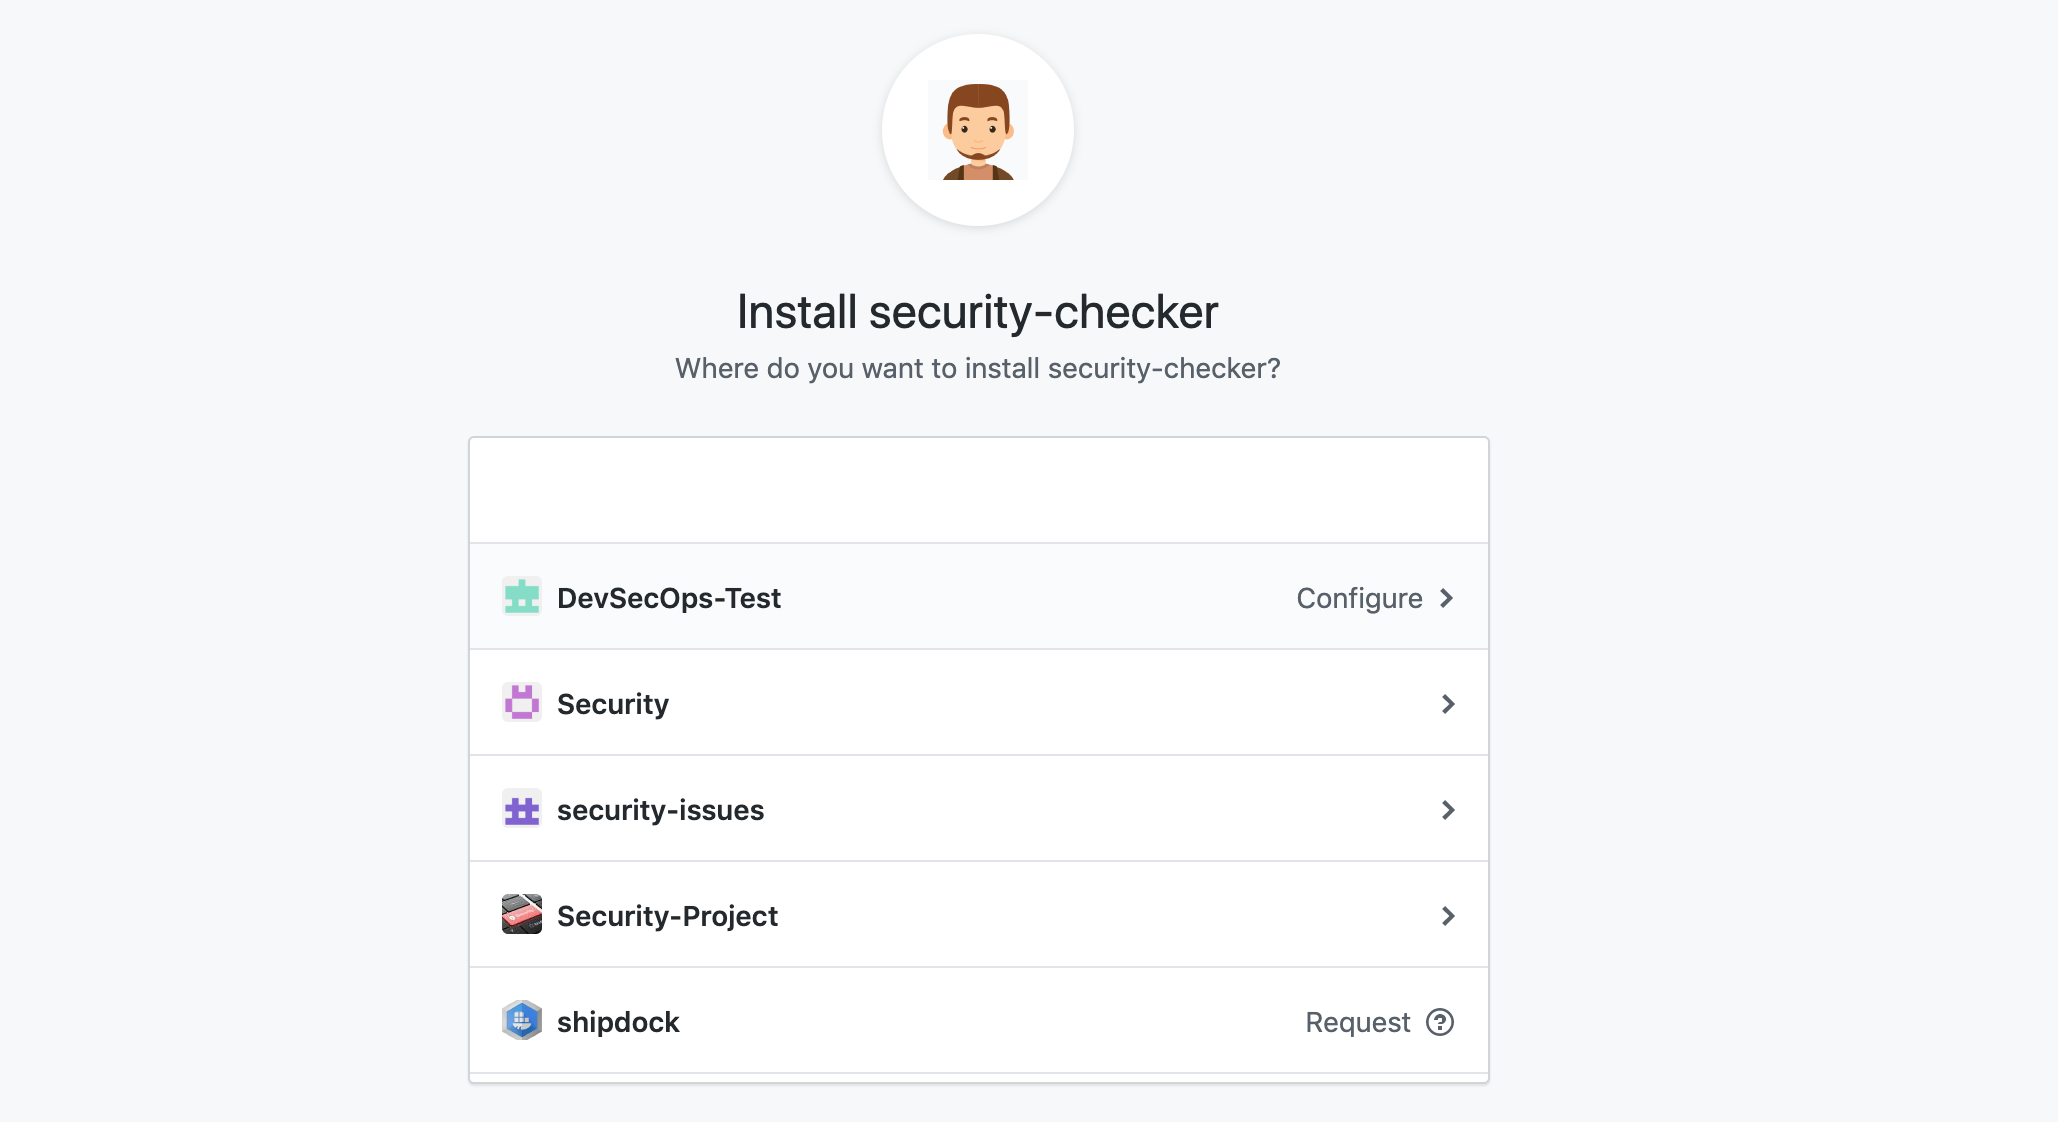 Install security-checker
Where do you want to install security-checker?
DevSecOps-Test Configure
Security
security-issues
Security-Project
shipdock Request